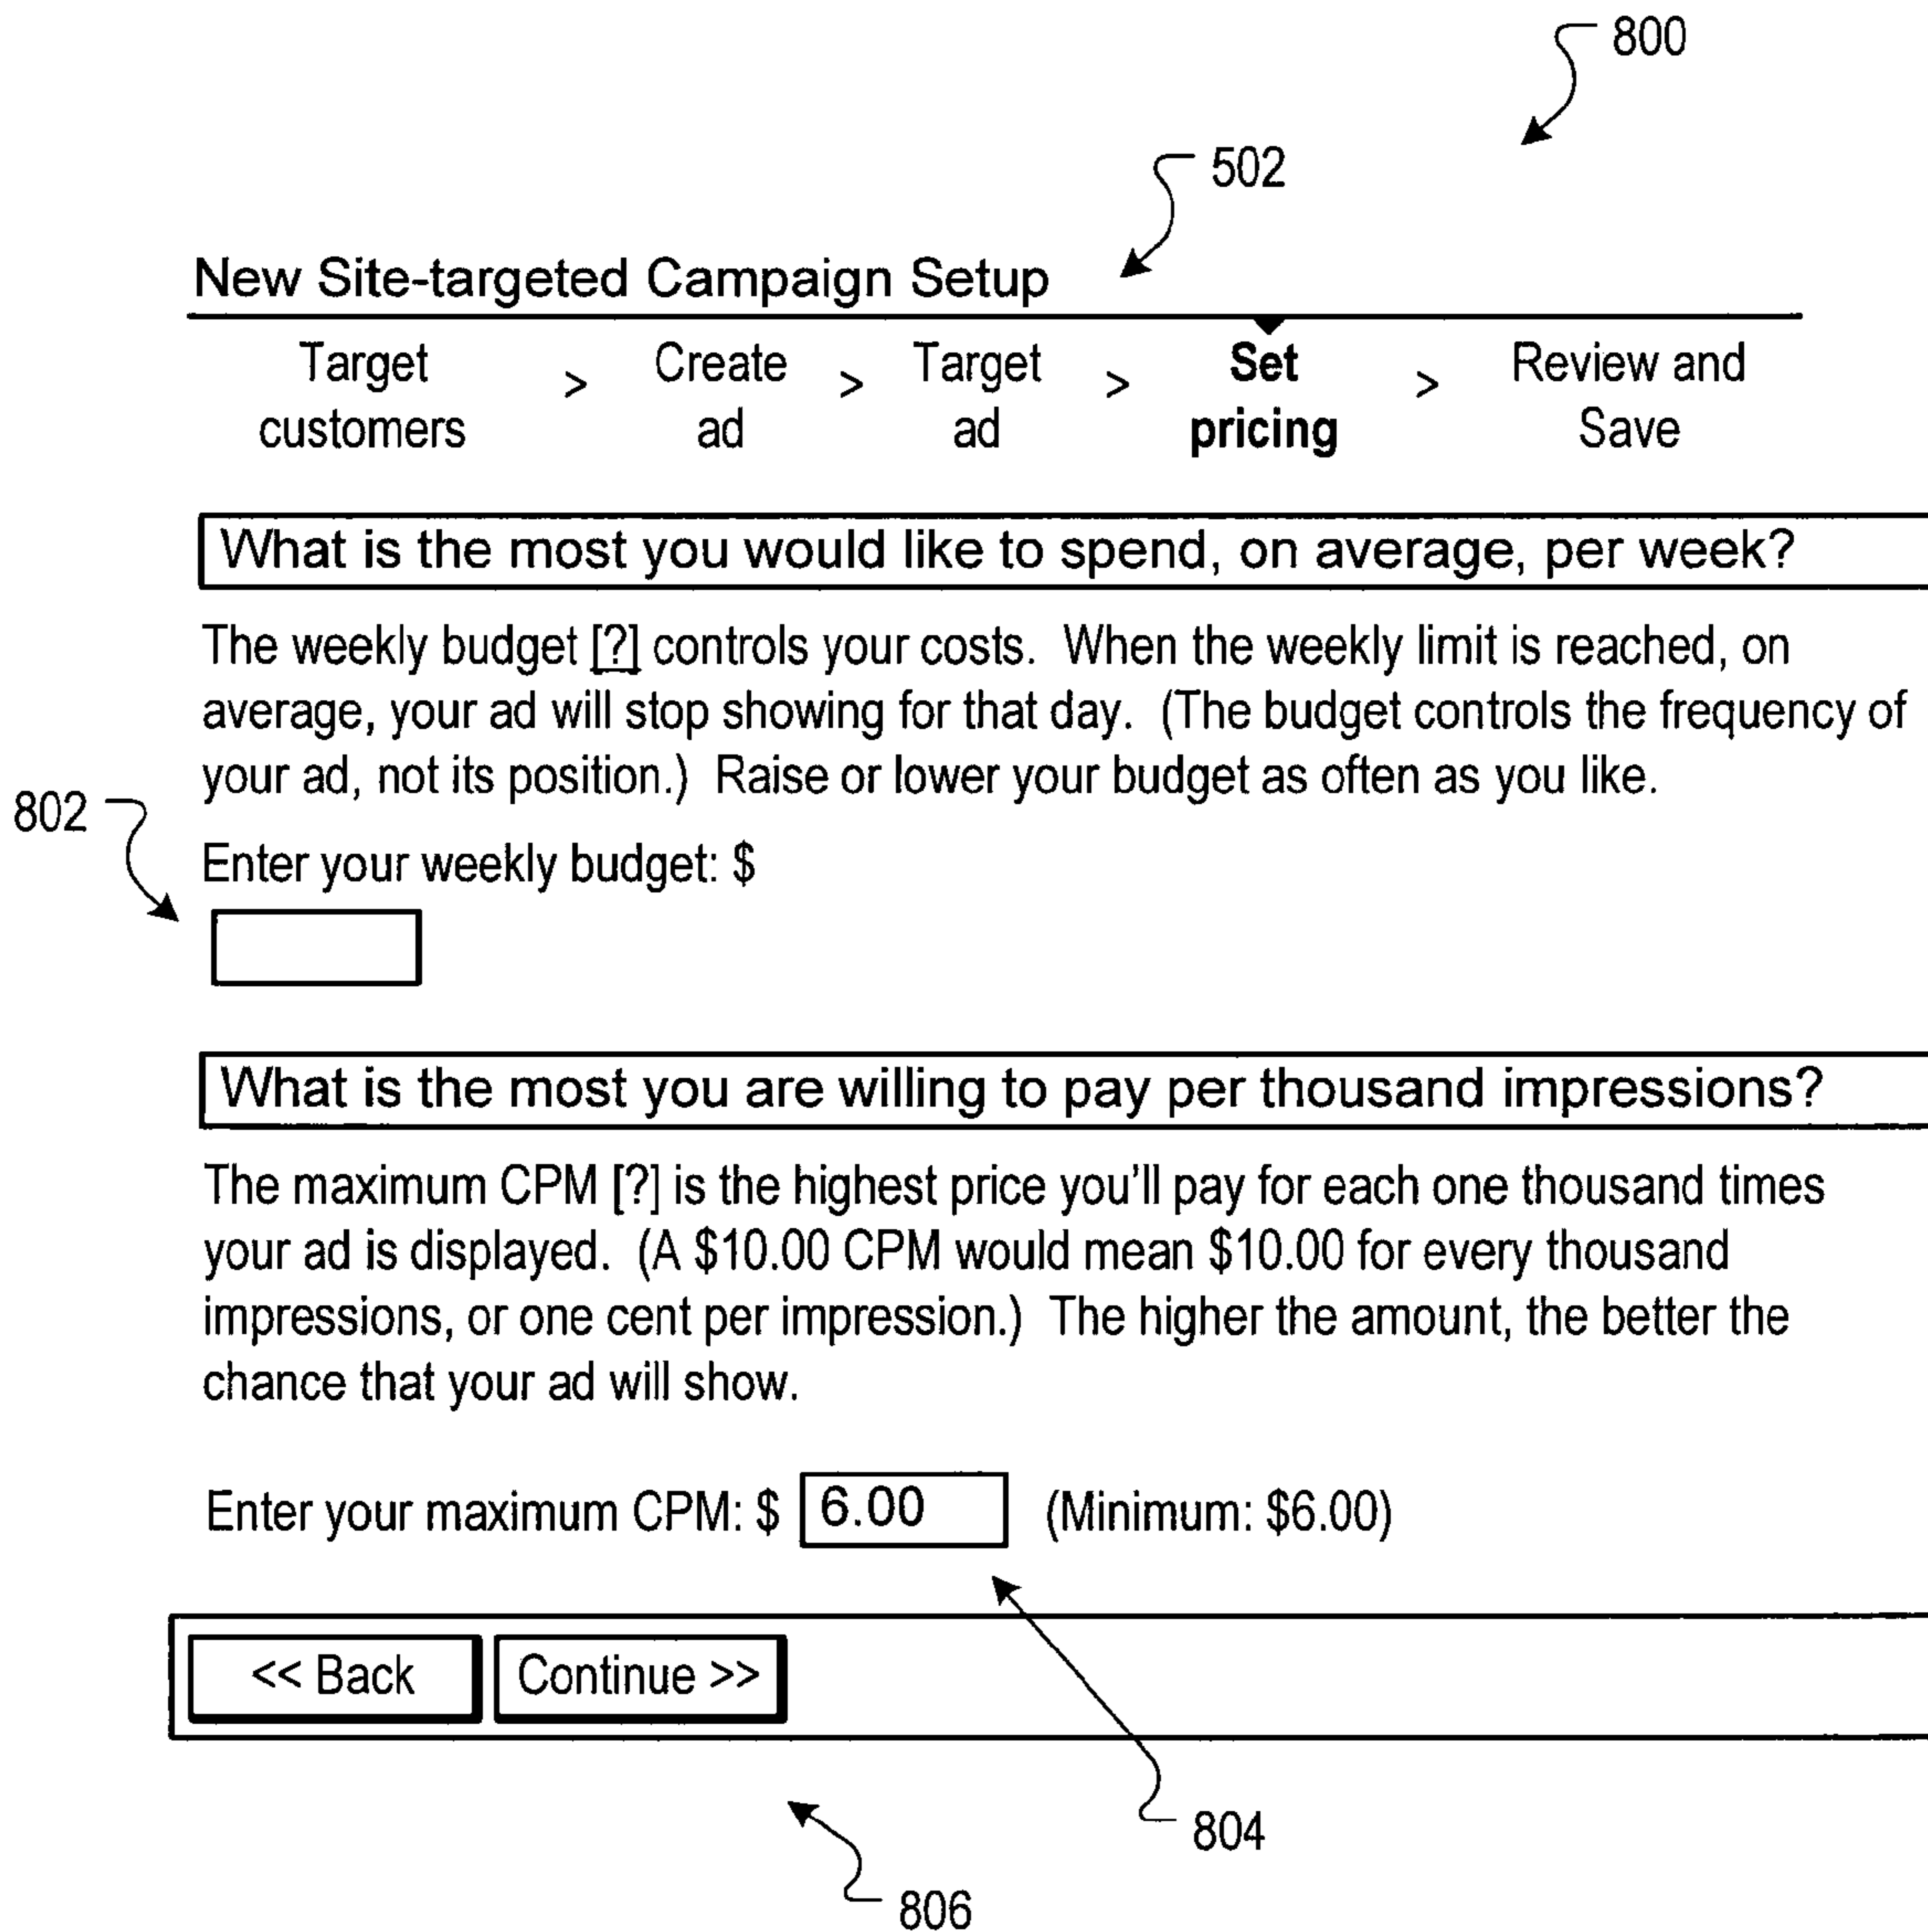 800
502
New Site-targeted Campaign Setup
Target customers > Create ad > Target ad > Set pricing > Review and Save
What is the most you would like to spend, on average, per week?
The weekly budget [?] controls your costs. When the weekly limit is reached, on
average, your ad will stop showing for that day. (The budget controls the frequency of
your ad, not its position.) Raise or lower your budget as often as you like.
802
Enter your weekly budget: $
What is the most you are willing to pay per thousand impressions?
The maximum CPM [?] is the highest price you'll pay for each one thousand times
your ad is displayed. (A $10.00 CPM would mean $10.00 for every thousand
impressions, or one cent per impression.) The higher the amount, the better the
chance that your ad will show.
Enter your maximum CPM: $ 6.00 (Minimum: $6.00)
<< Back Continue >>
804
806